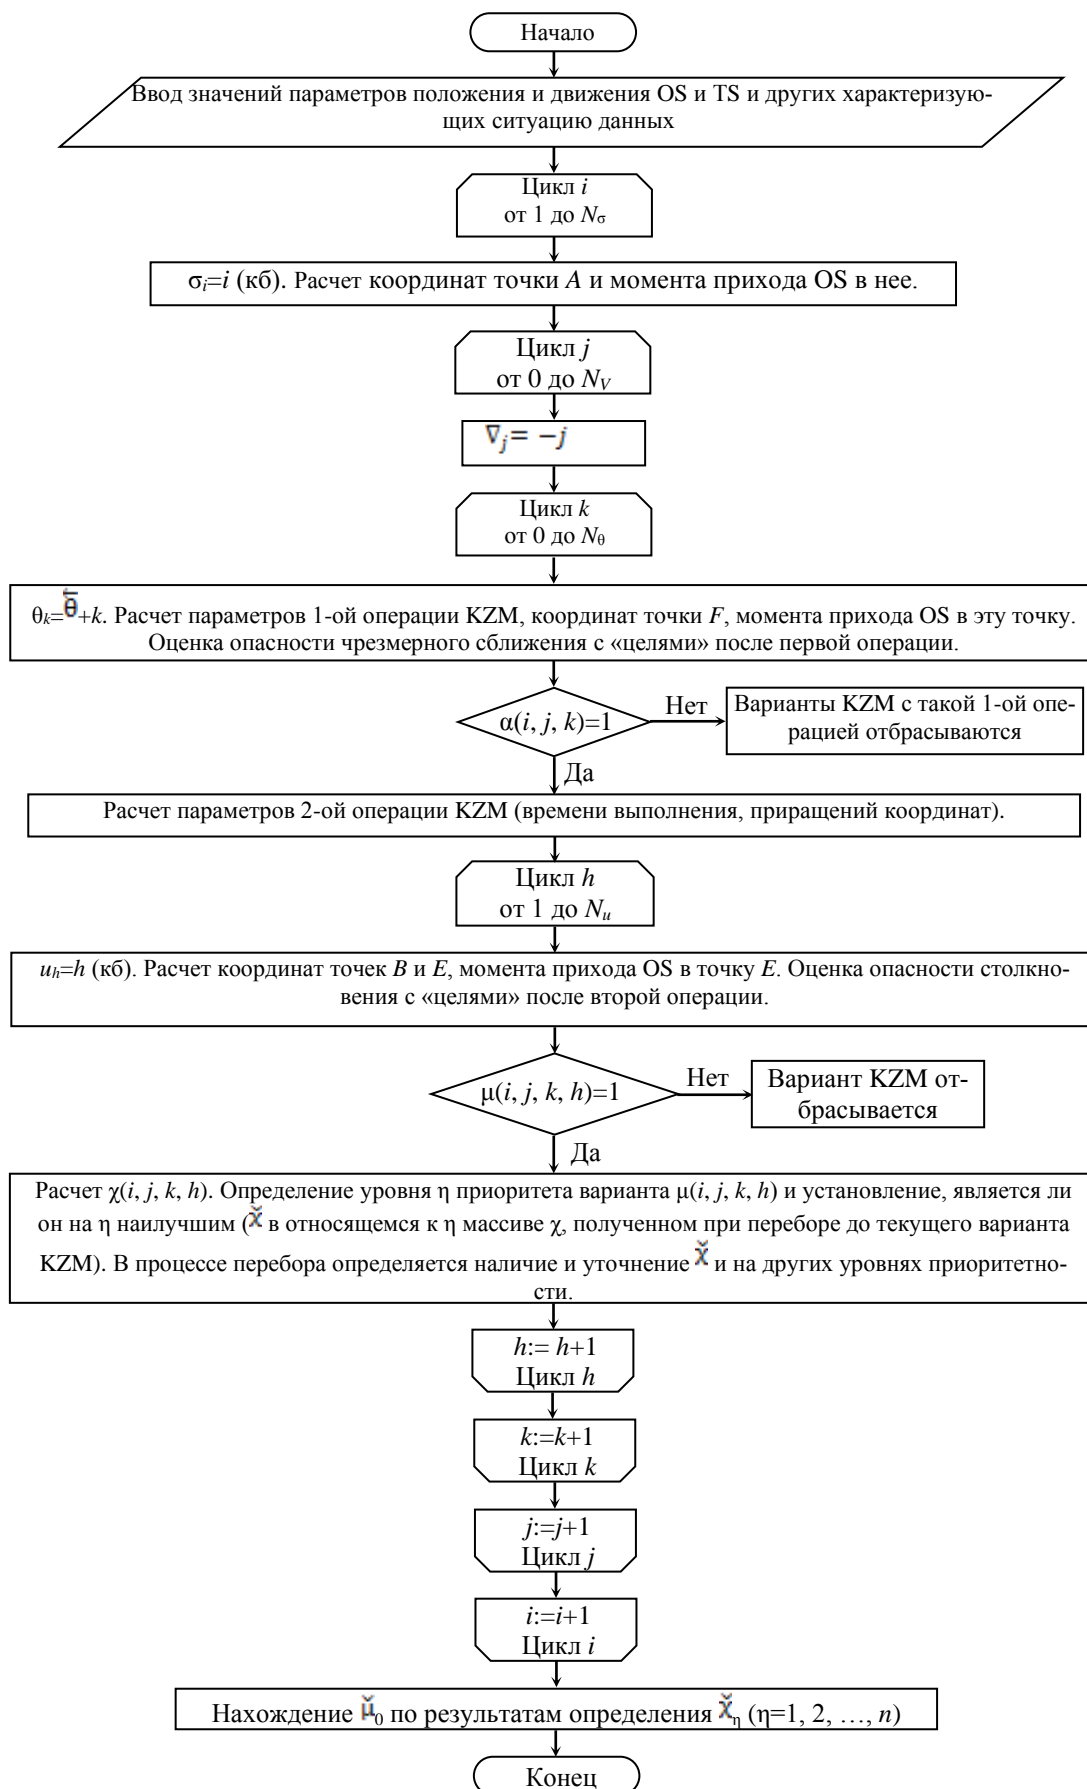 Начало
Ввод значений параметров положения и движения OS и TS и других характеризую-
щих ситуацию данных
Цикл i
от 1 до Nσ
σi=i (кб). Расчет координат точки A и момента прихода OS в нее.
Цикл j
от 0 до NV
∇j = −j
Цикл k
от 0 до Nθ
θk=θ̅+k. Расчет параметров 1-ой операции KZM, координат точки F, момента прихода OS в эту точку.
Оценка опасности чрезмерного сближения с «целями» после первой операции.
α(i, j, k)=1
Нет
Варианты KZM с такой 1-ой опе-
рацией отбрасываются
Да
Расчет параметров 2-ой операции KZM (времени выполнения, приращений координат).
Цикл h
от 1 до Nu
uh=h (кб). Расчет координат точек B и E, момента прихода OS в точку E. Оценка опасности столкно-
вения с «целями» после второй операции.
μ(i, j, k, h)=1
Нет
Вариант KZM от-
брасывается
Да
Расчет χ(i, j, k, h). Определение уровня η приоритета варианта μ(i, j, k, h) и установление, является ли
он на η наилучшим (χ̌ в относящемся к η массиве χ, полученном при переборе до текущего варианта
KZM). В процессе перебора определяется наличие и уточнение χ̌ и на других уровнях приоритетно-
сти.
h:= h+1
Цикл h
k:=k+1
Цикл k
j:=j+1
Цикл j
i:=i+1
Цикл i
Нахождение μ̌0 по результатам определения χ̌η (η=1, 2, …, n)
Конец